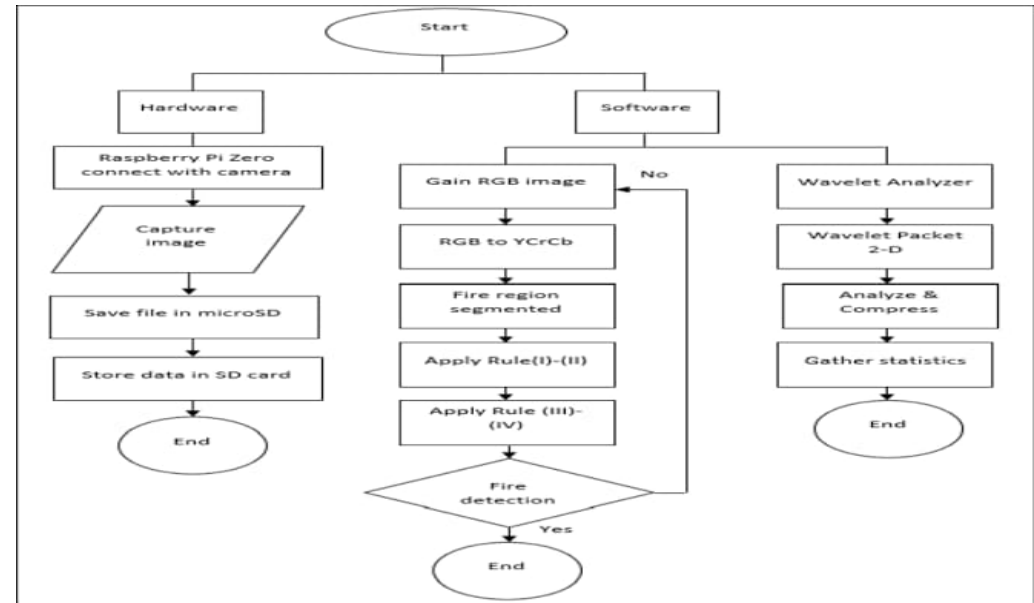 Start
Hardware
Software
Raspberry Pi Zero
connect with camera
Capture
image
Save file in microSD
Store data in SD card
End
Gain RGB image
No
RGB to YCrCb
Fire region
segmented
Apply Rule(I)-(II)
Apply Rule (III)-
(IV)
Fire
detection
Yes
End
Wavelet Analyzer
Wavelet Packet
2-D
Analyze &
Compress
Gather statistics
End